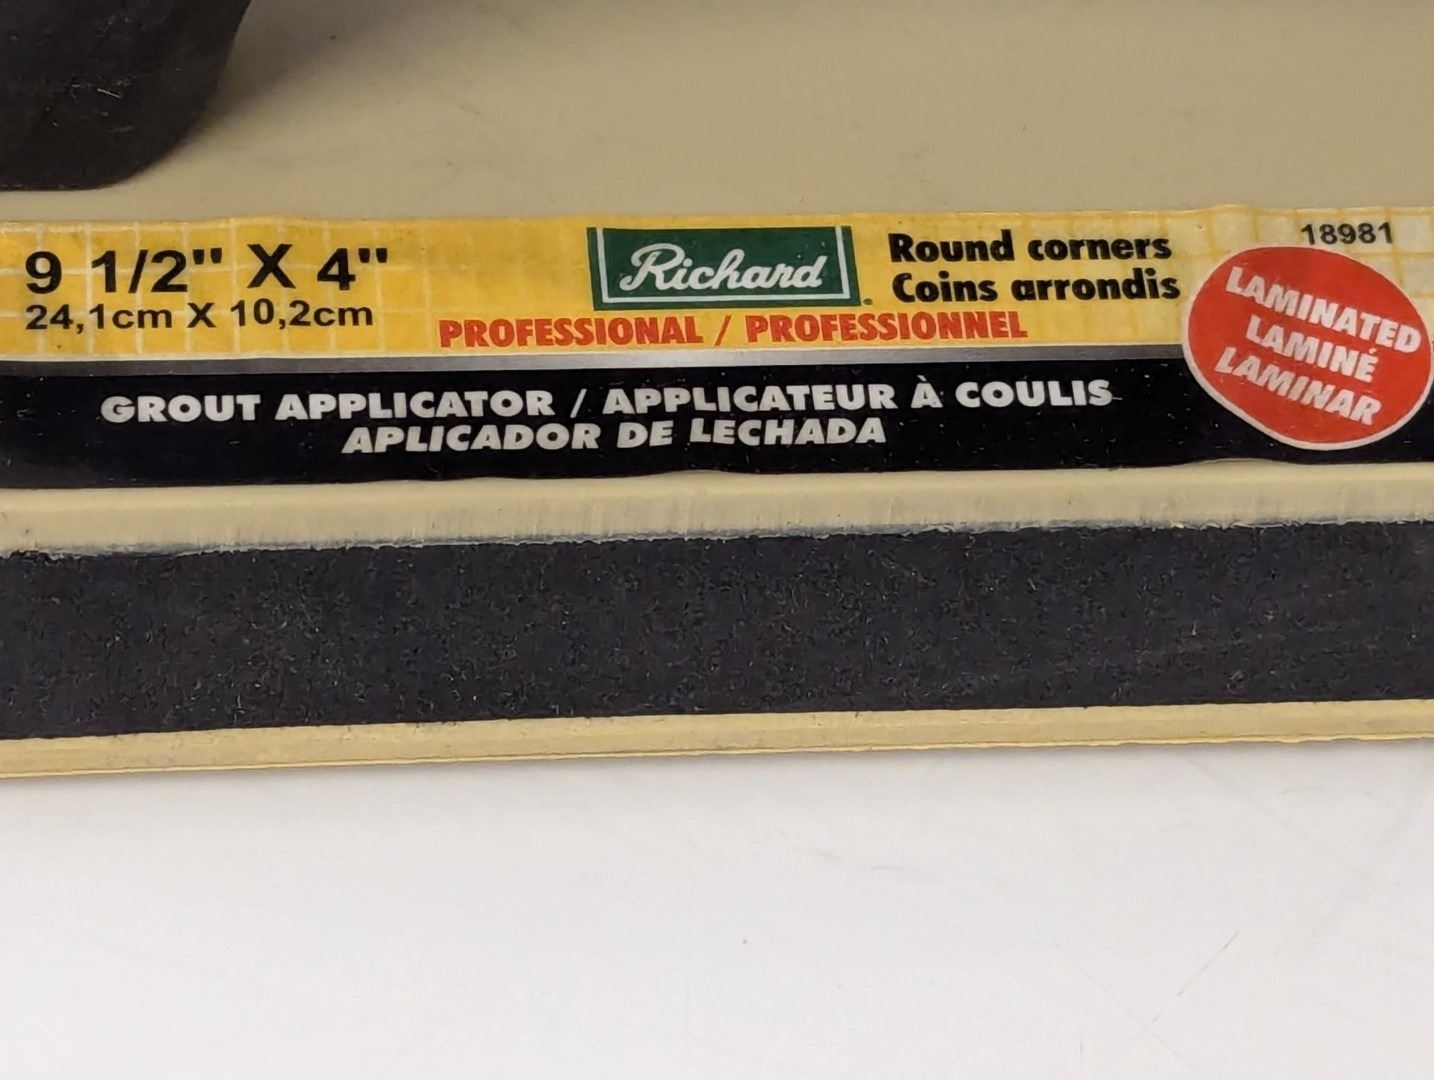 9 1/2" X 4"
24,1cm X 10,2cm
Richard
PROFESSIONAL / PROFESSIONNEL
Round corners
Coins arrondis
18981
LAMINATED
LAMINÉ
LAMINAR
GROUT APPLICATOR / APPLICATEUR À COULIS
APLICADOR DE LECHADA